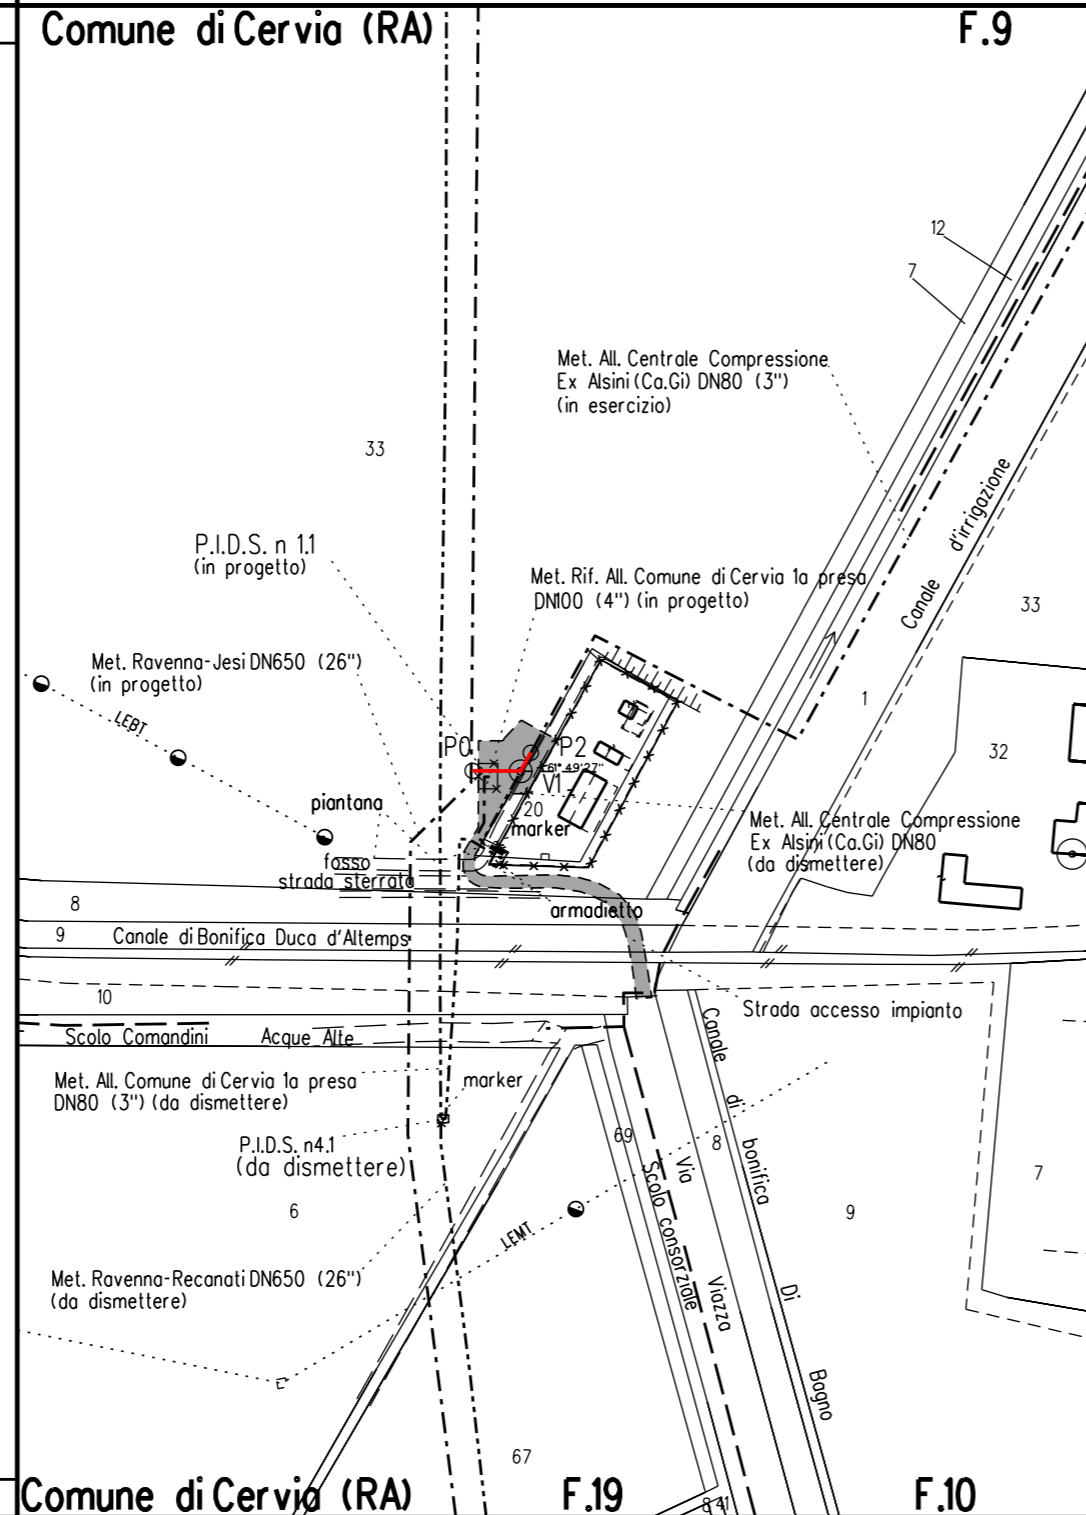 Comune di Cervia (RA)
F.9
12
7
Met. All. Centrale Compressione
Ex Alsini (Ca.Gi) DN80 (3")
(in esercizio)
33
Canale d'irrigazione
P.I.D.S. n 1.1
(in progetto)
Met. Rif. All. Comune di Cervia 1a presa
DN100 (4") (in progetto)
33
Met. Ravenna-Jesi DN650 (26")
(in progetto)
LEBT
1
32
P0
P2
61° 49'27"
V1
20
piantana
marker
Met. All. Centrale Compressione
Ex Alsini (Ca.Gi) DN80
(da dismettere)
fosso
strada sterrata
8
armadietto
9
Canale di Bonifica Duca d'Altemps
10
Strada accesso impianto
Scolo Comandini Acque Alte
Met. All. Comune di Cervia 1a presa
DN80 (3") (da dismettere)
marker
P.I.D.S. n4.1
(da dismettere)
69
8
7
6
9
Canale di bonifica Di Bagno
Via Viazza
Scolo consorziale
LEMT
Met. Ravenna-Recanati DN650 (26")
(da dismettere)
67
8
41
Comune di Cervia (RA)
F.19
F.10